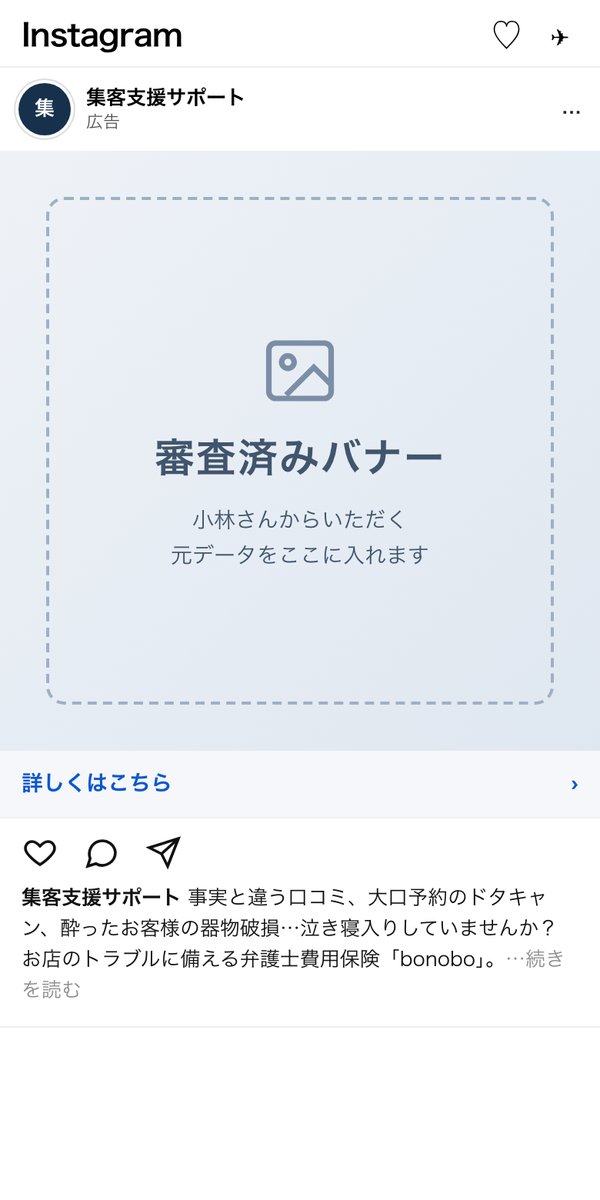 Instagram
集
集客支援サポート
広告
...
審査済みバナー
小林さんからいただく
元データをここに入れます
詳しくはこちら
›
集客支援サポート 事実と違う口コミ、大口予約のドタキャ
ン、酔ったお客様の器物破損…泣き寝入りしていませんか？
お店のトラブルに備える弁護士費用保険「bonobo」。…続き
を読む